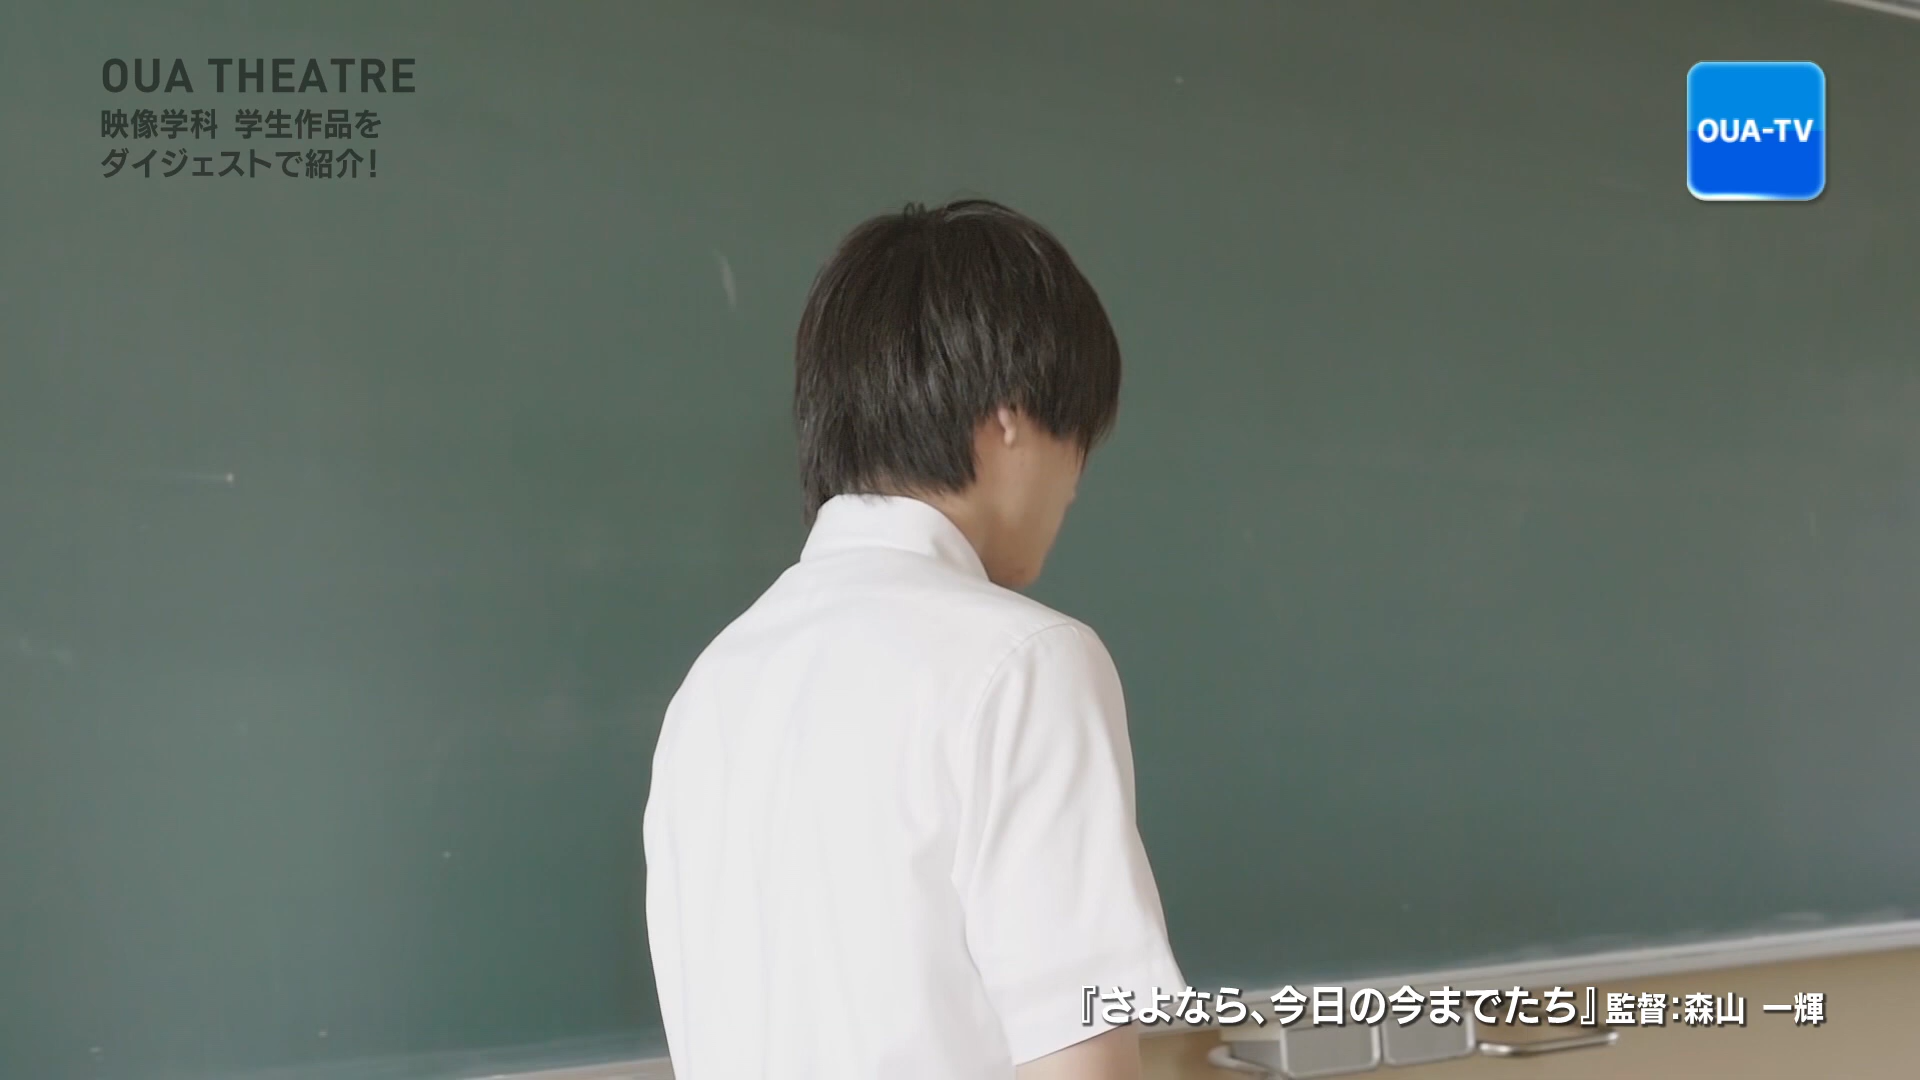 OUA THEATRE
映像学科 学生作品を
ダイジェストで紹介!
OUA-TV
『さよなら、今日の今までたち』監督:森山 一輝